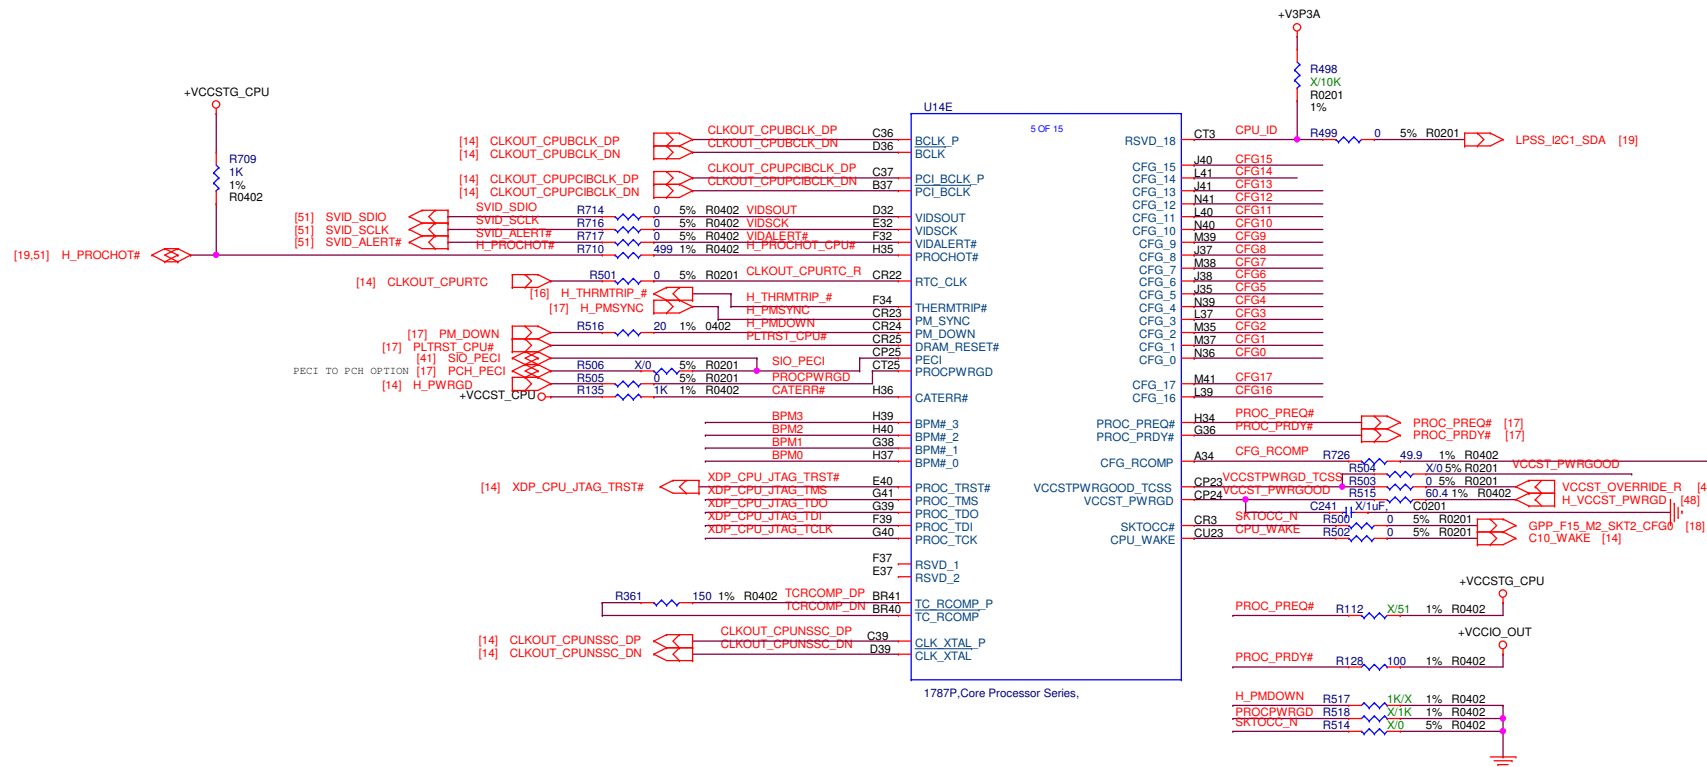 +V3P3A
R498
X/10K
R0201
1%
+VCCSTG_CPU
R709
1K
1%
R0402
U14E
5 OF 15
[14] CLKOUT_CPUBCLK_DP CLKOUT_CPUBCLK_DP C36 BCLK_P
[14] CLKOUT_CPUBCLK_DN CLKOUT_CPUBCLK_DN D36 BCLK
[14] CLKOUT_CPUPCIBCLK_DP CLKOUT_CPUPCIBCLK_DP C37 PCI_BCLK_P
[14] CLKOUT_CPUPCIBCLK_DN CLKOUT_CPUPCIBCLK_DN B37 PCI_BCLK
[51] SVID_SDIO SVID_SDIO R714 0 5% R0402 VIDSOUT D32 VIDSOUT
[51] SVID_SCLK SVID_SCLK R716 0 5% R0402 VIDSCK E32 VIDSCK
[51] SVID_ALERT# SVID_ALERT# R717 0 5% R0402 VIDALERT# F32 VIDALERT#
[19,51] H_PROCHOT# H_PROCHOT# R710 499 1% R0402 H_PROCHOT_CPU# H35 PROCHOT#
[14] CLKOUT_CPURTC R501 0 5% R0201 CLKOUT_CPURTC_R CR22 RTC_CLK
[16] H_THRMTRIP_# H_THRMTRIP_# F34 THERMTRIP#
[17] H_PMSYNC H_PMSYNC CR23 PM_SYNC
[17] PM_DOWN R516 20 1% 0402 H_PMDOWN CR24 PM_DOWN
[17] PLTRST_CPU# PLTRST_CPU# CR25 DRAM_RESET#
[41] SIO_PECI SIO_PECI CP25 PECI
PECI TO PCH OPTION [17] PCH_PECI R506 X/0 5% R0201 CT25 PROCPWRGD
[14] H_PWRGD R505 0 5% R0201 PROCPWRGD
+VCCST_CPU R135 1K 1% R0402 CATERR# H36 CATERR#
BPM3 H39 BPM#_3
BPM2 H40 BPM#_2
BPM1 G38 BPM#_1
BPM0 H37 BPM#_0
[14] XDP_CPU_JTAG_TRST# XDP_CPU_JTAG_TRST# E40 PROC_TRST#
XDP_CPU_JTAG_TMS G41 PROC_TMS
XDP_CPU_JTAG_TDO G39 PROC_TDO
XDP_CPU_JTAG_TDI F39 PROC_TDI
XDP_CPU_JTAG_TCLK G40 PROC_TCK
F37 RSVD_1
E37 RSVD_2
R361 150 1% R0402 TCRCOMP_DP BR41 TC_RCOMP_P
TCRCOMP_DN BR40 TC_RCOMP
[14] CLKOUT_CPUNSSC_DP CLKOUT_CPUNSSC_DP C39 CLK_XTAL_P
[14] CLKOUT_CPUNSSC_DN CLKOUT_CPUNSSC_DN D39 CLK_XTAL
RSVD_18 CT3 CPU_ID R499 0 5% R0201 LPSS_I2C1_SDA [19]
CFG_15 J40 CFG15
CFG_14 L41 CFG14
CFG_13 J41 CFG13
CFG_12 N41 CFG12
CFG_11 L40 CFG11
CFG_10 N40 CFG10
CFG_9 M39 CFG9
CFG_8 J37 CFG8
CFG_7 M38 CFG7
CFG_6 J38 CFG6
CFG_5 J35 CFG5
CFG_4 N39 CFG4
CFG_3 L37 CFG3
CFG_2 M35 CFG2
CFG_1 M37 CFG1
CFG_0 N36 CFG0
CFG_17 M41 CFG17
CFG_16 L39 CFG16
PROC_PREQ# H34 PROC_PREQ# PROC_PREQ# [17]
PROC_PRDY# G36 PROC_PRDY# PROC_PRDY# [17]
CFG_RCOMP A34 CFG_RCOMP R726 49.9 1% R0402
R504 X/0 5% R0201 VCCST_PWRGOOD
VCCSTPWRGOOD_TCSS CP23 VCCSTPWRGD_TCSS R503 0 5% R0201 VCCST_OVERRIDE_R [4
VCCST_PWRGD CP24 VCCST_PWRGOOD R515 60.4 1% R0402 H_VCCST_PWRGD [48]
C241 X/1uF, C0201
SKTOCC# CR3 SKTOCC_N R500 0 5% R0201 GPP_F15_M2_SKT2_CFG0 [18]
CPU_WAKE CU23 CPU_WAKE R502 0 5% R0201 C10_WAKE [14]
+VCCSTG_CPU
PROC_PREQ# R112 X/51 1% R0402
+VCCIO_OUT
PROC_PRDY# R128 100 1% R0402
H_PMDOWN R517 1K/X 1% R0402
PROCPWRGD R518 X/1K 1% R0402
SKTOCC_N R514 X/0 5% R0402
1787P,Core Processor Series,